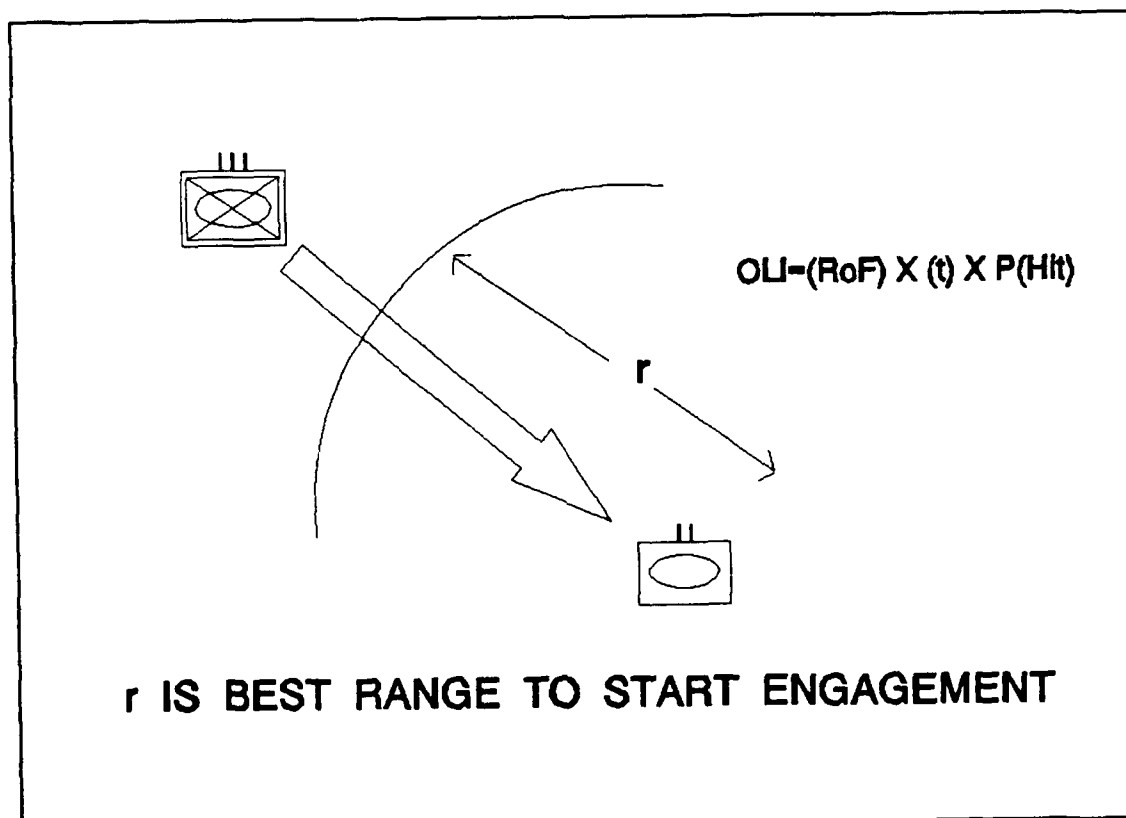 OLI=(RoF) X (t) X P(Hit)
r
r IS BEST RANGE TO START ENGAGEMENT